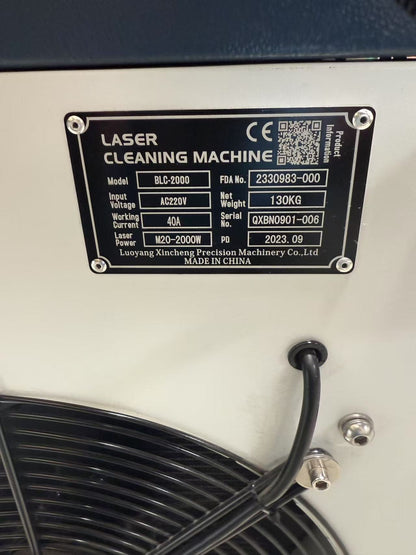 LASER
CLEANING MACHINE
CE
Product Information
Model BLC-2000 FDA No. 2330983-000
Input Voltage AC220V Net Weight 130KG
Working Current 40A Serial No. QXBN0901-006
Laser Power M20-2000W PD 2023.09
Luoyang Xincheng Precision Machinery Co.,Ltd
MADE IN CHINA